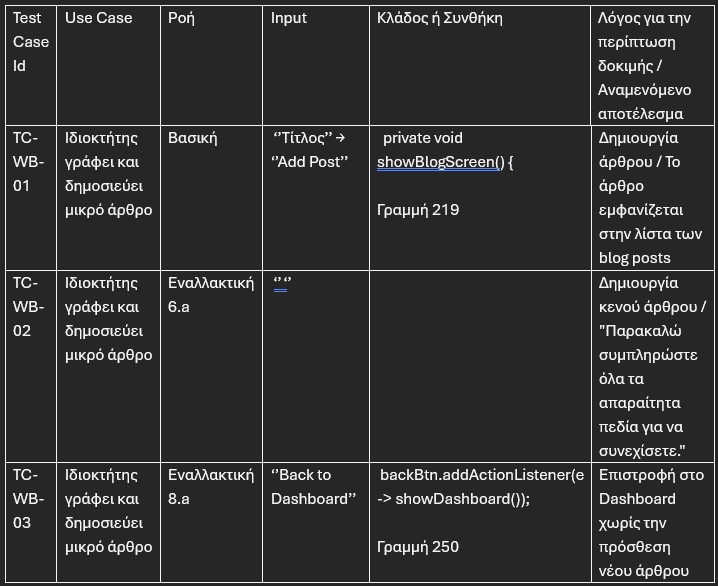 Test Case Id
Use Case
Ροή
Input
Κλάδος ή Συνθήκη
Λόγος για την
περίπτωση
δοκιμής /
Αναμενόμενο
αποτέλεσμα
TC-
WB-
01
Ιδιοκτήτης
γράφει και
δημοσιεύει
μικρό άρθρο
Βασική
‘’Τίτλος’’ →
‘’Add Post’’
private void
showBlogScreen() {
Γραμμή 219
Δημιουργία
άρθρου / Το
άρθρο
εμφανίζεται
στην λίστα των
blog posts
TC-
WB-
02
Ιδιοκτήτης
γράφει και
δημοσιεύει
μικρό άρθρο
Εναλλακτική
6.a
‘’ ‘’
Δημιουργία
κενού άρθρου /
"Παρακαλώ
συμπληρώστε
όλα τα
απαραίτητα
πεδία για να
συνεχίσετε."
TC-
WB-
03
Ιδιοκτήτης
γράφει και
δημοσιεύει
μικρό άρθρο
Εναλλακτική
8.a
‘’Back to
Dashboard’’
backBtn.addActionListener(e
-> showDashboard());
Γραμμή 250
Επιστροφή στο
Dashboard
χωρίς την
πρόσθεση
νέου άρθρου